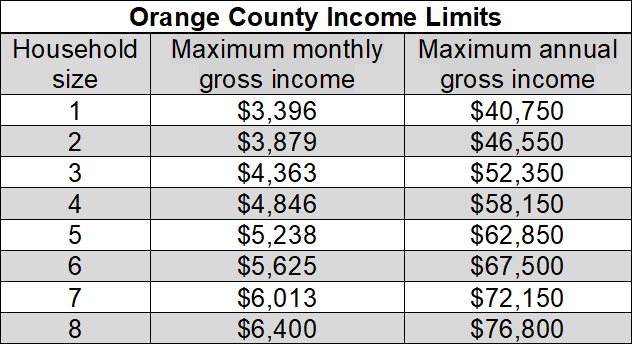 Orange County Income Limits
Household size Maximum monthly gross income Maximum annual gross income
1 $3,396 $40,750
2 $3,879 $46,550
3 $4,363 $52,350
4 $4,846 $58,150
5 $5,238 $62,850
6 $5,625 $67,500
7 $6,013 $72,150
8 $6,400 $76,800